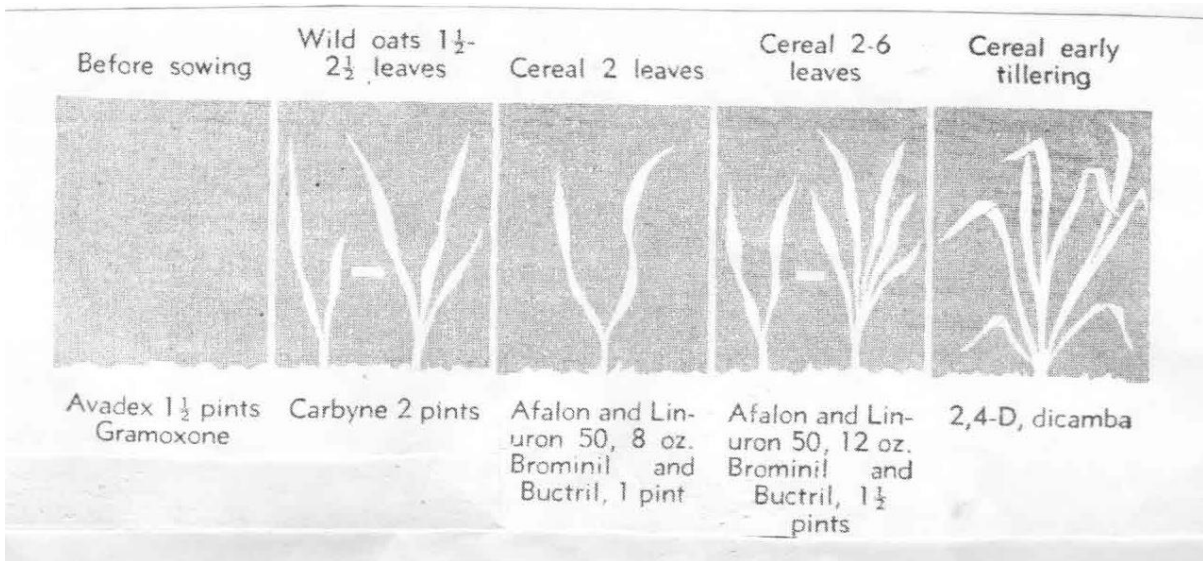 Before sowing
Wild oats 1½-
2½ leaves
Cereal 2 leaves
Cereal 2-6
leaves
Cereal early
tillering
Avadex 1½ pints
Gramoxone
Carbyne 2 pints
Afalon and Lin-
uron 50, 8 oz.
Brominil and
Buctril, 1 pint
Afalon and Lin-
uron 50, 12 oz.
Brominil and
Buctril, 1½
pints
2,4-D, dicamba